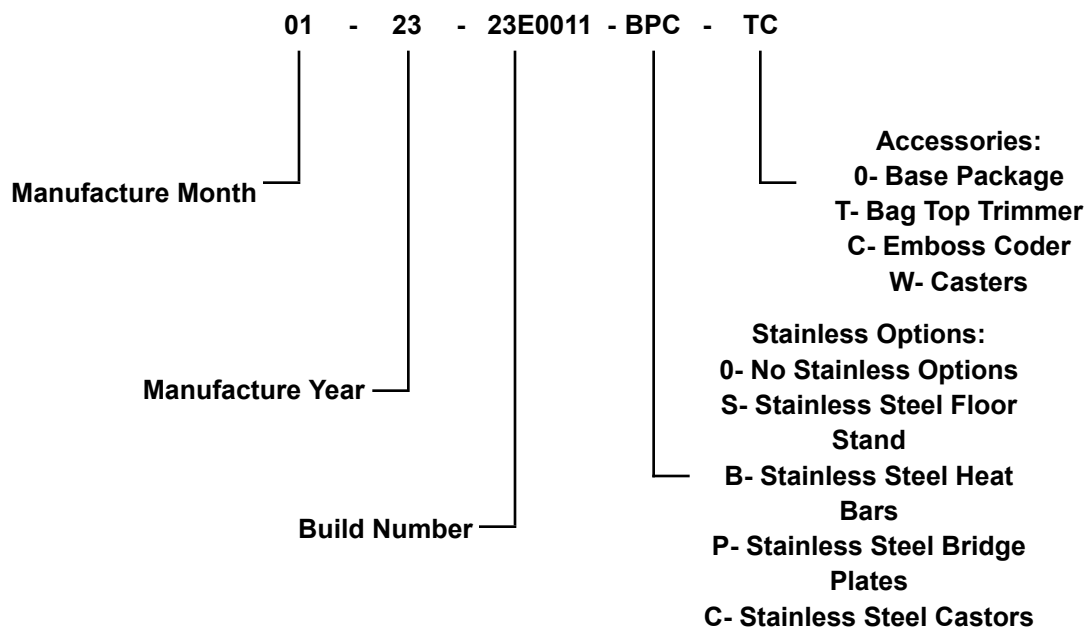 01 - 23 - 23E0011 - BPC - TC
Manufacture Month
Accessories:
0- Base Package
T- Bag Top Trimmer
C- Emboss Coder
W- Casters
Manufacture Year
Stainless Options:
0- No Stainless Options
S- Stainless Steel Floor
Stand
B- Stainless Steel Heat
Bars
P- Stainless Steel Bridge
Plates
C- Stainless Steel Castors
Build Number